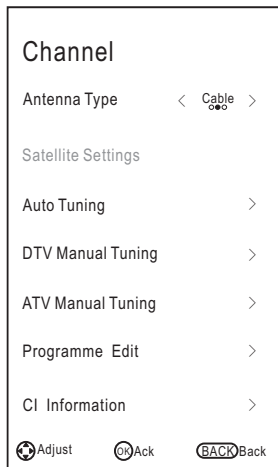 Channel
Antenna Type < Cable >
Satellite Settings
Auto Tuning >
DTV Manual Tuning >
ATV Manual Tuning >
Programme Edit >
CI Information >
Adjust OK Ack BACK Back